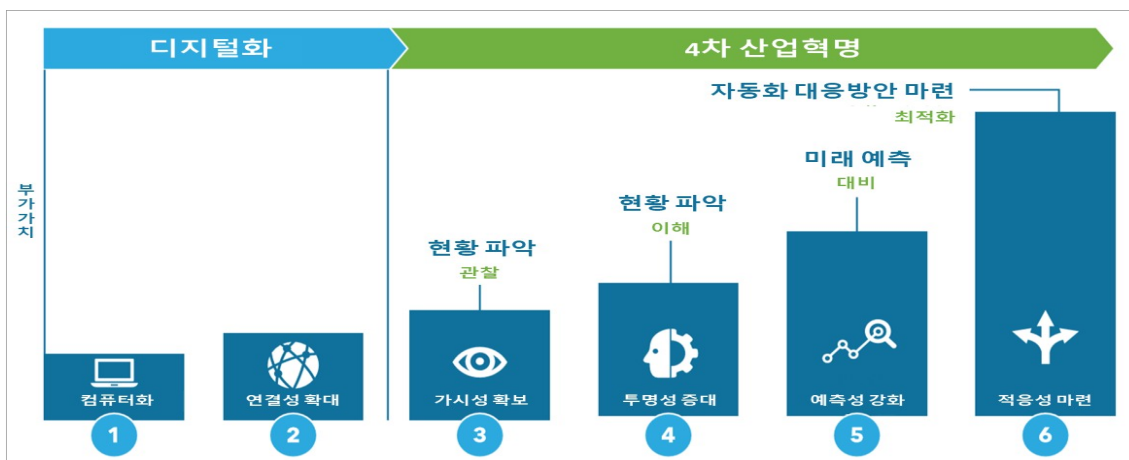 디지털화
4차 산업혁명
부가가치
자동화 대응방안 마련
최적화
미래 예측
대비
현황 파악
이해
현황 파악
관찰
컴퓨터화
연결성 확대
가시성 확보
투명성 증대
예측성 강화
적응성 마련
1
2
3
4
5
6